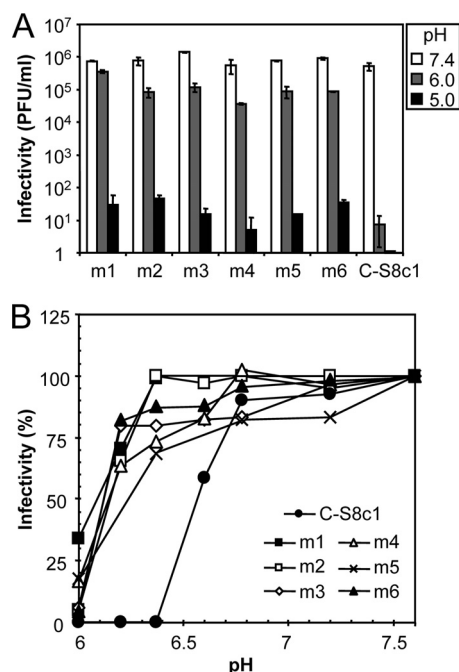 A
Infectivity (PFU/ml)
10^7
10^6
10^5
10^4
10^3
10^2
10^1
1
m1 m2 m3 m4 m5 m6 C-S8c1
pH
7.4
6.0
5.0
B
Infectivity (%)
125
100
75
50
25
0
C-S8c1
m1 m4
m2 m5
m3 m6
6 6.5 7 7.5
pH